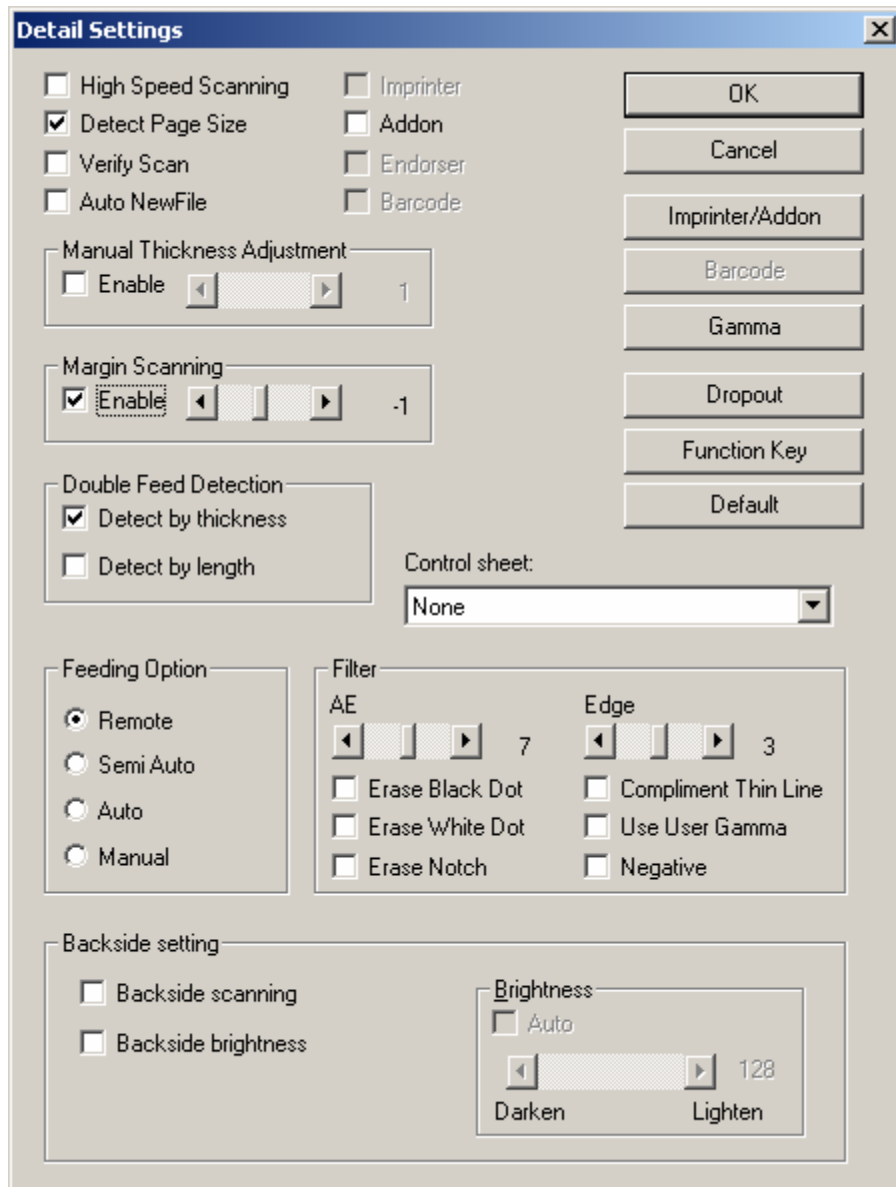 Detail Settings
High Speed Scanning
Imprinter
OK
Detect Page Size
Addon
Verify Scan
Endorser
Cancel
Auto NewFile
Barcode
Imprinter/Addon
Manual Thickness Adjustment
Enable
1
Barcode
Gamma
Margin Scanning
Enable
-1
Dropout
Function Key
Default
Double Feed Detection
Detect by thickness
Detect by length
Control sheet:
None
Feeding Option
Remote
Semi Auto
Auto
Manual
Filter
AE
7
Edge
3
Erase Black Dot
Compliment Thin Line
Erase White Dot
Use User Gamma
Erase Notch
Negative
Backside setting
Backside scanning
Backside brightness
Brightness
Auto
128
Darken
Lighten